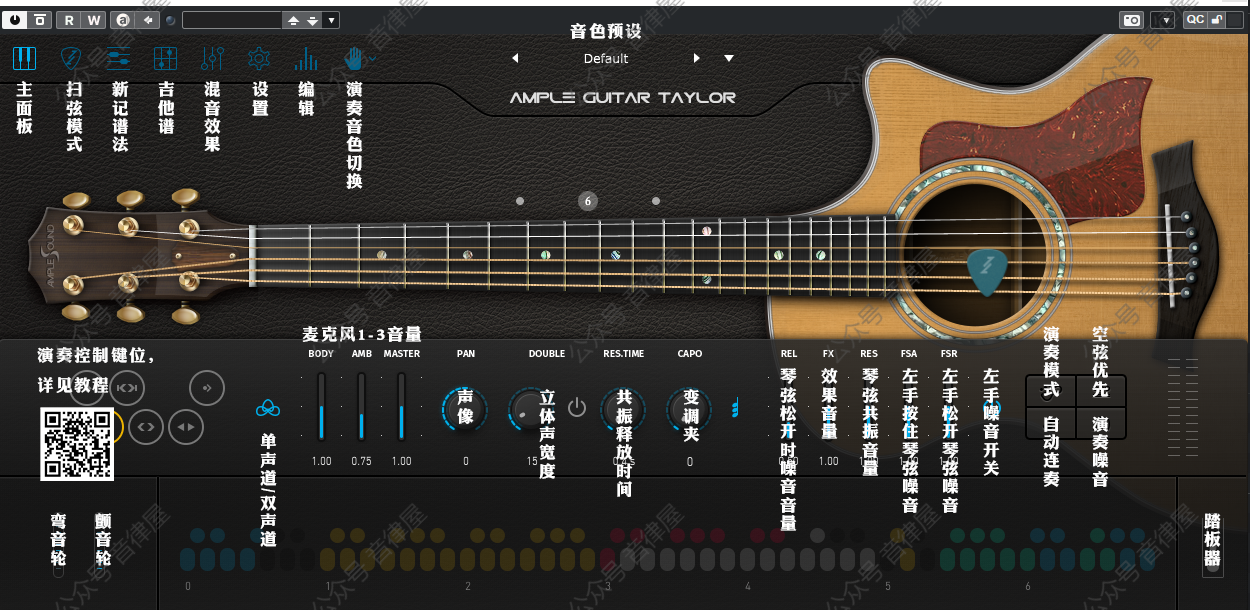 R W a QC
音色预设
Default
AMPLE GUITAR TAYLOR
主面板
扫弦模式
新记谱法
吉他谱
混音效果
设置
编辑
演奏音色切换
AMPLE SOUND
6
麦克风1-3音量
BODY AMB MASTER PAN DOUBLE RES.TIME CAPO REL FX RES FSA FSR
演奏控制键位，
详见教程
声像
立体声宽度
共振释放时间
变调夹
琴弦松开时噪音音量
效果音量
琴弦共振音量
左手按住琴弦噪音
左手松开琴弦噪音
左手噪音开关
演奏模式
空弦优先
自动连奏
演奏噪音
1.00 0.75 1.00 0 15 0 1.00
单声道/双声道
弯音轮
颤音轮
踏板器
0 1 2 3 4 5 6
公众号 音律屋